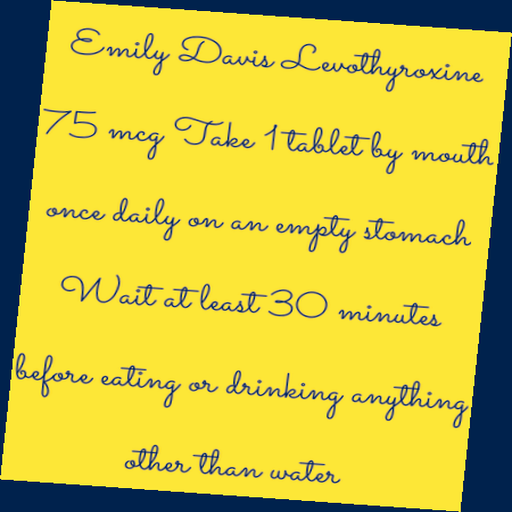 Emily Davis Levothyroxine
75 mcg Take 1 tablet by mouth
once daily on an empty stomach
Wait at least 30 minutes
before eating or drinking anything
other than water